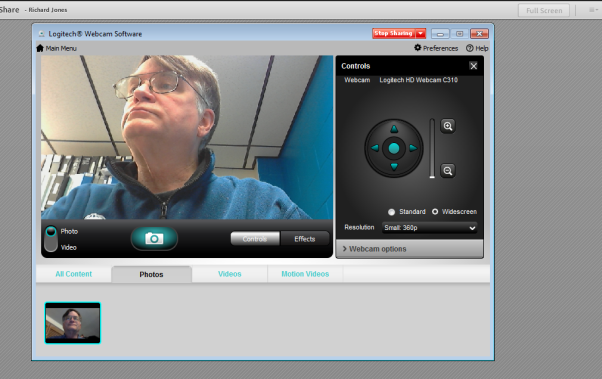 Share - Richard Jones
Full Screen
Logitech® Webcam Software
Stop Sharing
Main Menu
Preferences
Help
Controls
Webcam Logitech HD Webcam C310
Standard
Widescreen
Resolution Small: 360p
Webcam options
Photo
Video
Controls
Effects
All Content
Photos
Videos
Motion Videos